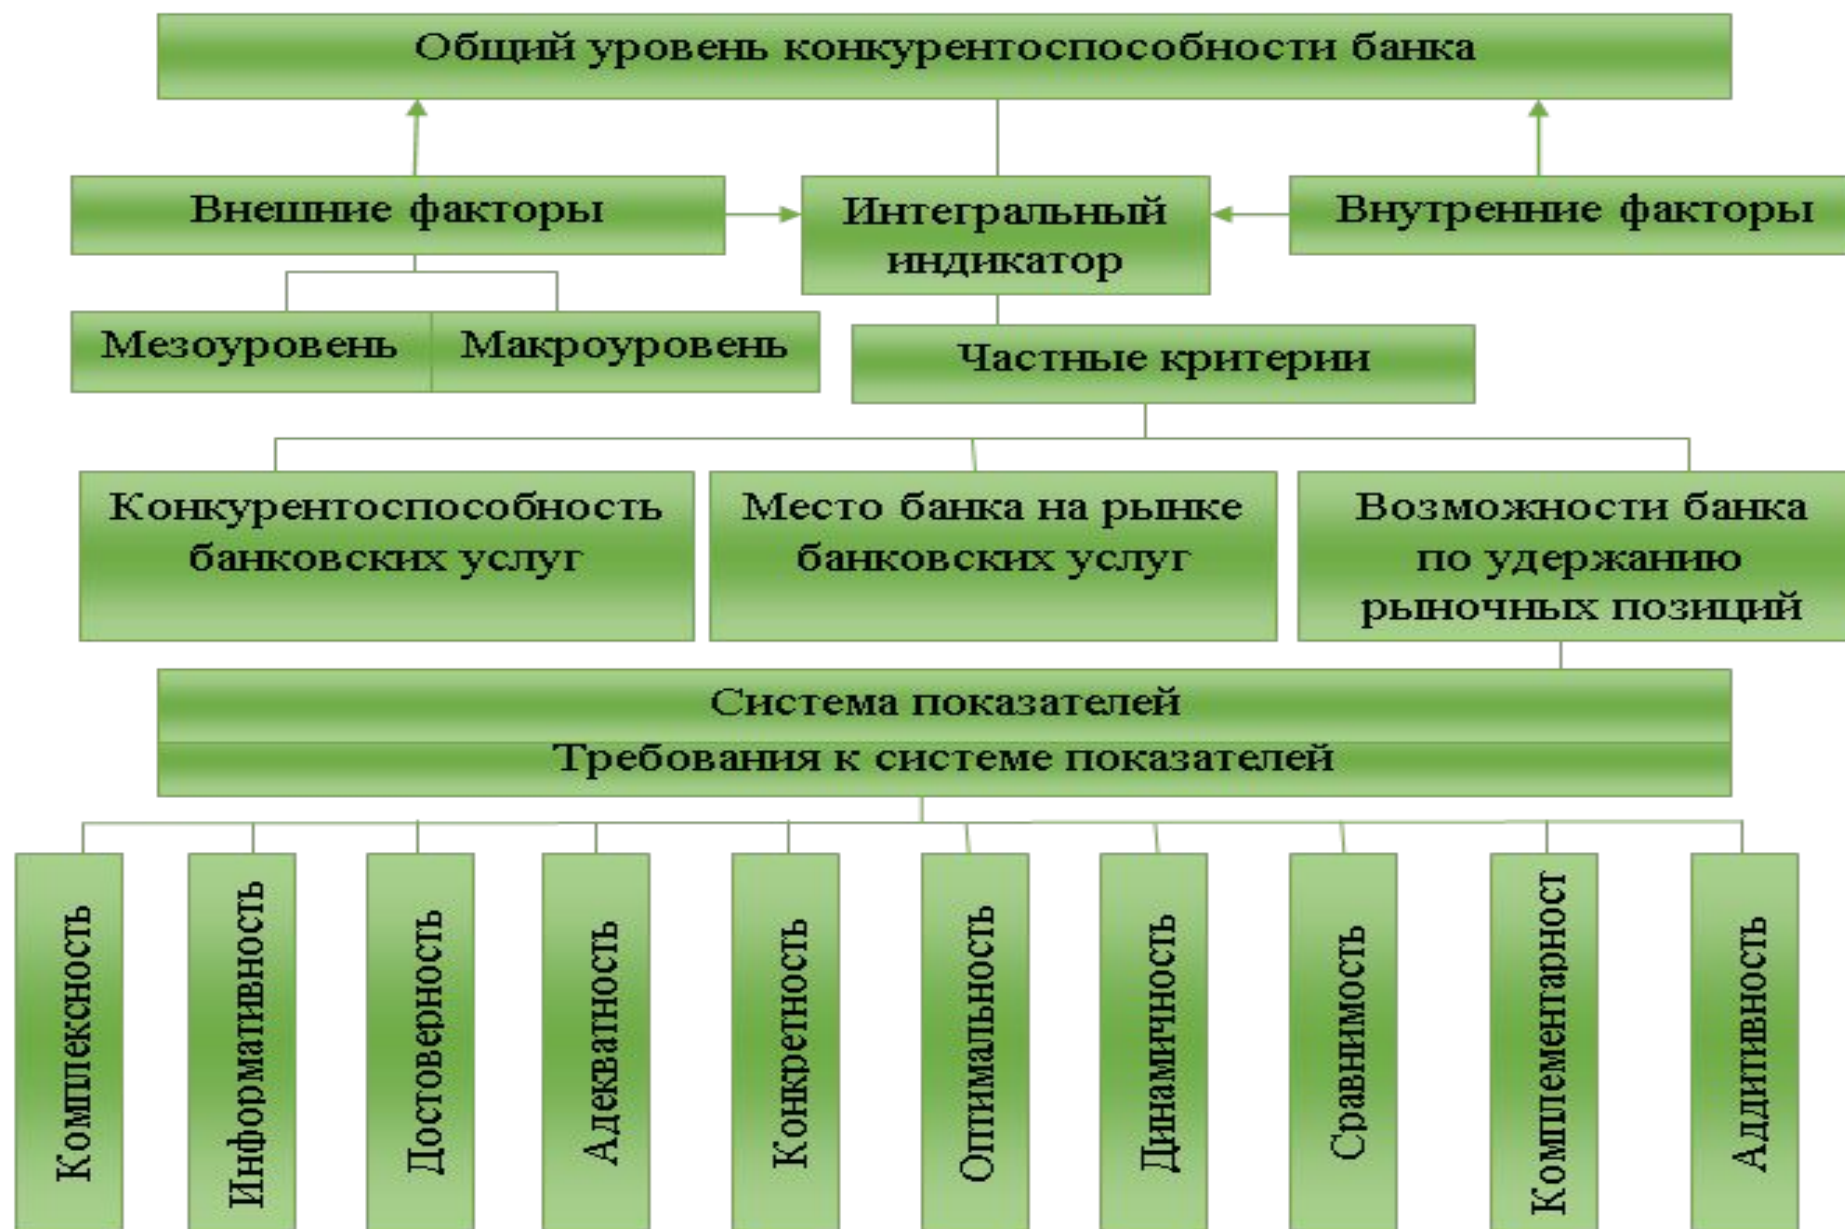 Общий уровень конкурентоспособности банка
Внешние факторы
Интегральный
индикатор
Внутренние факторы
Мезоуровень
Макроуровень
Частные критерии
Конкурентоспособность
банковских услуг
Место банка на рынке
банковских услуг
Возможности банка
по удержанию
рыночных позиций
Система показателей
Требования к системе показателей
Комплексность
Информативность
Достоверность
Адекватность
Конкретность
Оптимальность
Динамичность
Сравнимость
Комплементарност
Аддитивность